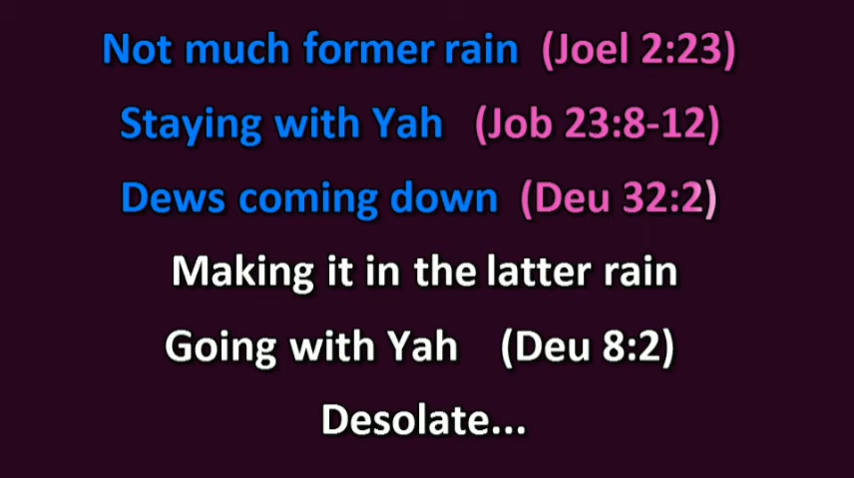 Not much former rain (Joel 2:23)
Staying with Yah (Job 23:8-12)
Dews coming down (Deu 32:2)
Making it in the latter rain
Going with Yah (Deu 8:2)
Desolate...